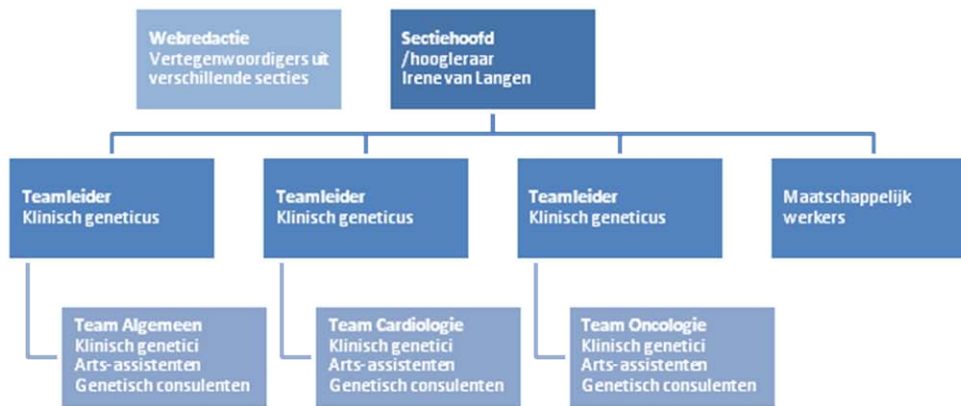 Webredactie
Vertegenwoordigers uit
verschillende secties
Sectiehoofd
/hoogleraar
Irene van Langen
Teamleider
Klinisch geneticus
Teamleider
Klinisch geneticus
Teamleider
Klinisch geneticus
Maatschappelijk
werkers
Team Algemeen
Klinisch genetici
Arts-assistenten
Genetisch consulenten
Team Cardiologie
Klinisch genetici
Arts-assistenten
Genetisch consulenten
Team Oncologie
Klinisch genetici
Arts-assistenten
Genetisch consulenten